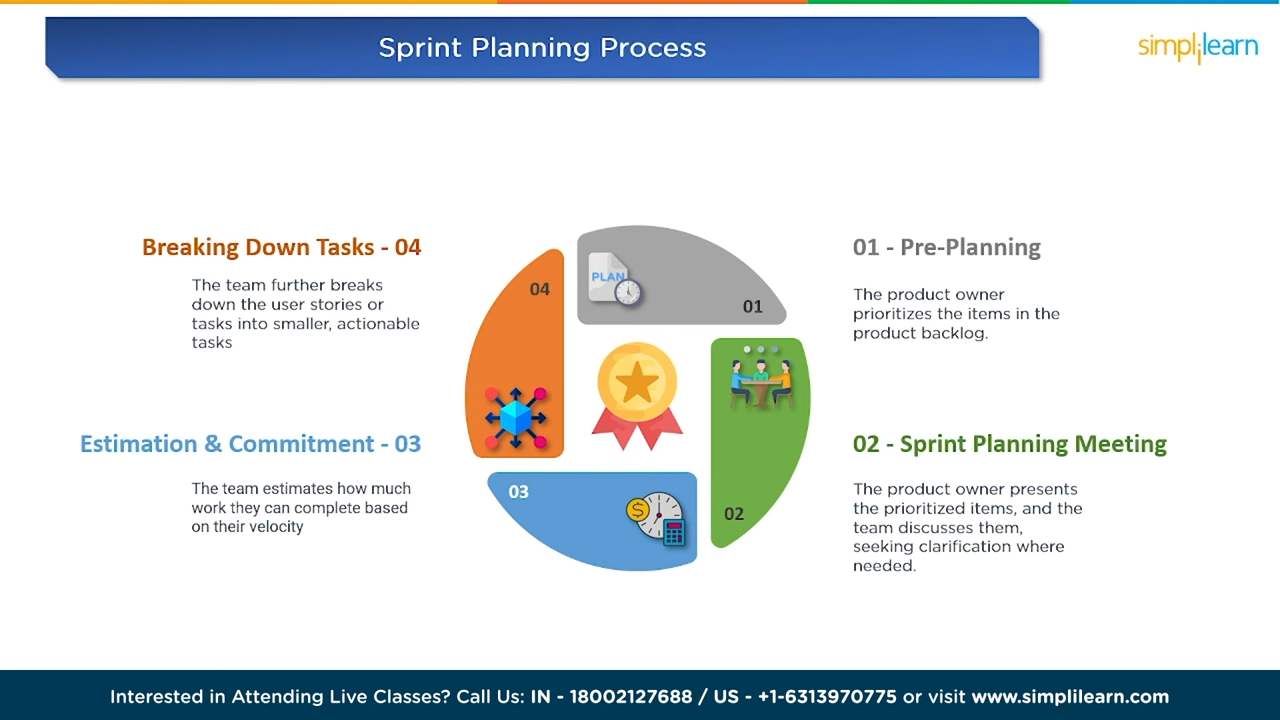 Sprint Planning Process
simplilearn
Breaking Down Tasks - 04
The team further breaks
down the user stories or
tasks into smaller, actionable
tasks
01 - Pre-Planning
The product owner
prioritizes the items in the
product backlog.
04
PLAN
01
Estimation & Commitment - 03
The team estimates how much
work they can complete based
on their velocity
02 - Sprint Planning Meeting
The product owner presents
the prioritized items, and the
team discusses them,
seeking clarification where
needed.
03
$
02
Interested in Attending Live Classes? Call Us: IN - 18002127688 / US - +1-6313970775 or visit www.simplilearn.com